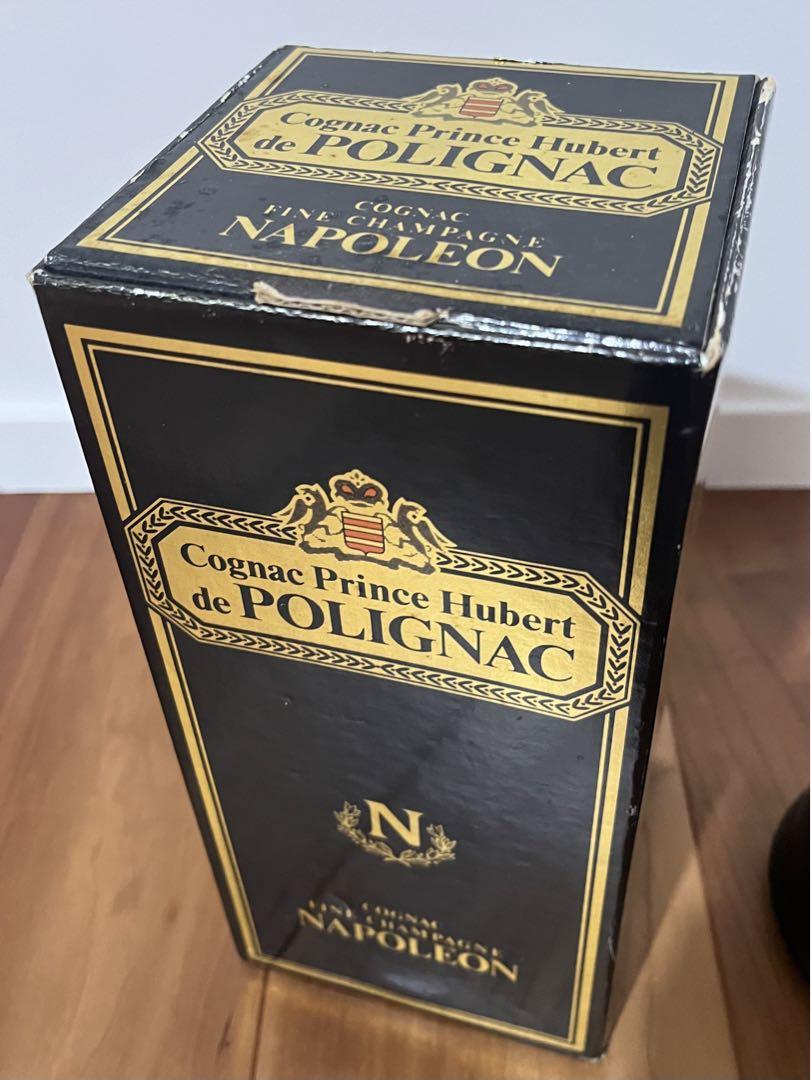 Cognac Prince Hubert
de POLIGNAC
COGNAC
FINE CHAMPAGNE
NAPOLEON
Cognac Prince Hubert
de POLIGNAC
N
COGNAC
FINE CHAMPAGNE
NAPOLEON